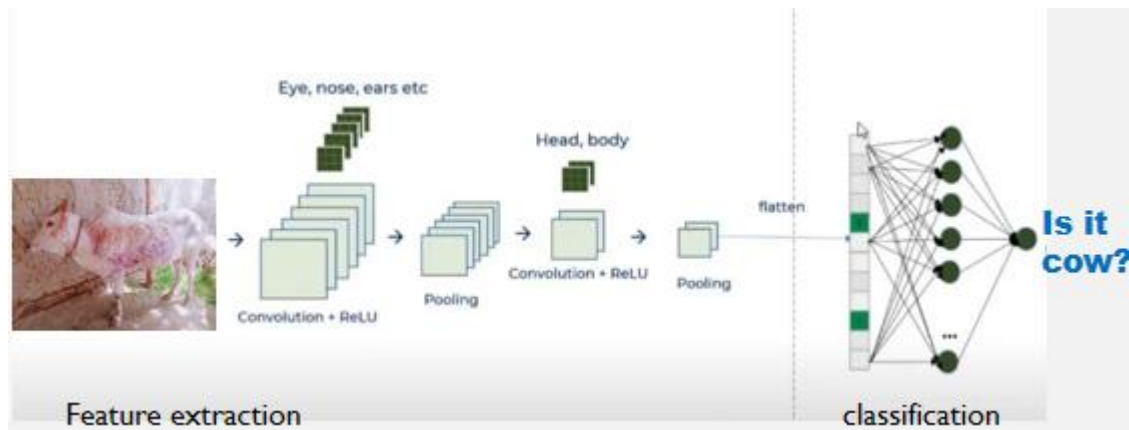 Eye, nose, ears etc
Head, body
flatten
Is it
cow?
Convolution + ReLU
Pooling
Convolution + ReLU
Pooling
...
Feature extraction
classification